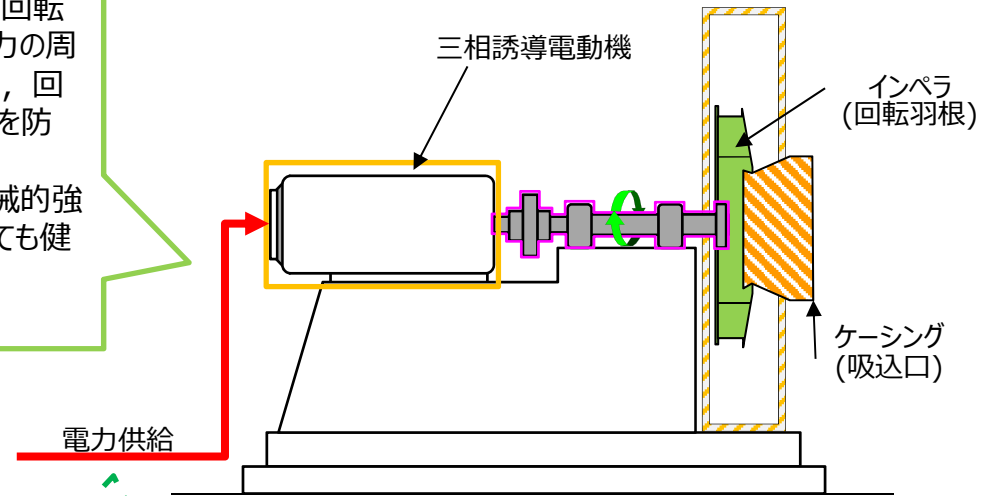 回転
力の周
，回
を防
械的強
ても健
三相誘導電動機
インペラ
(回転羽根)
ケーシング
(吸込口)
電力供給